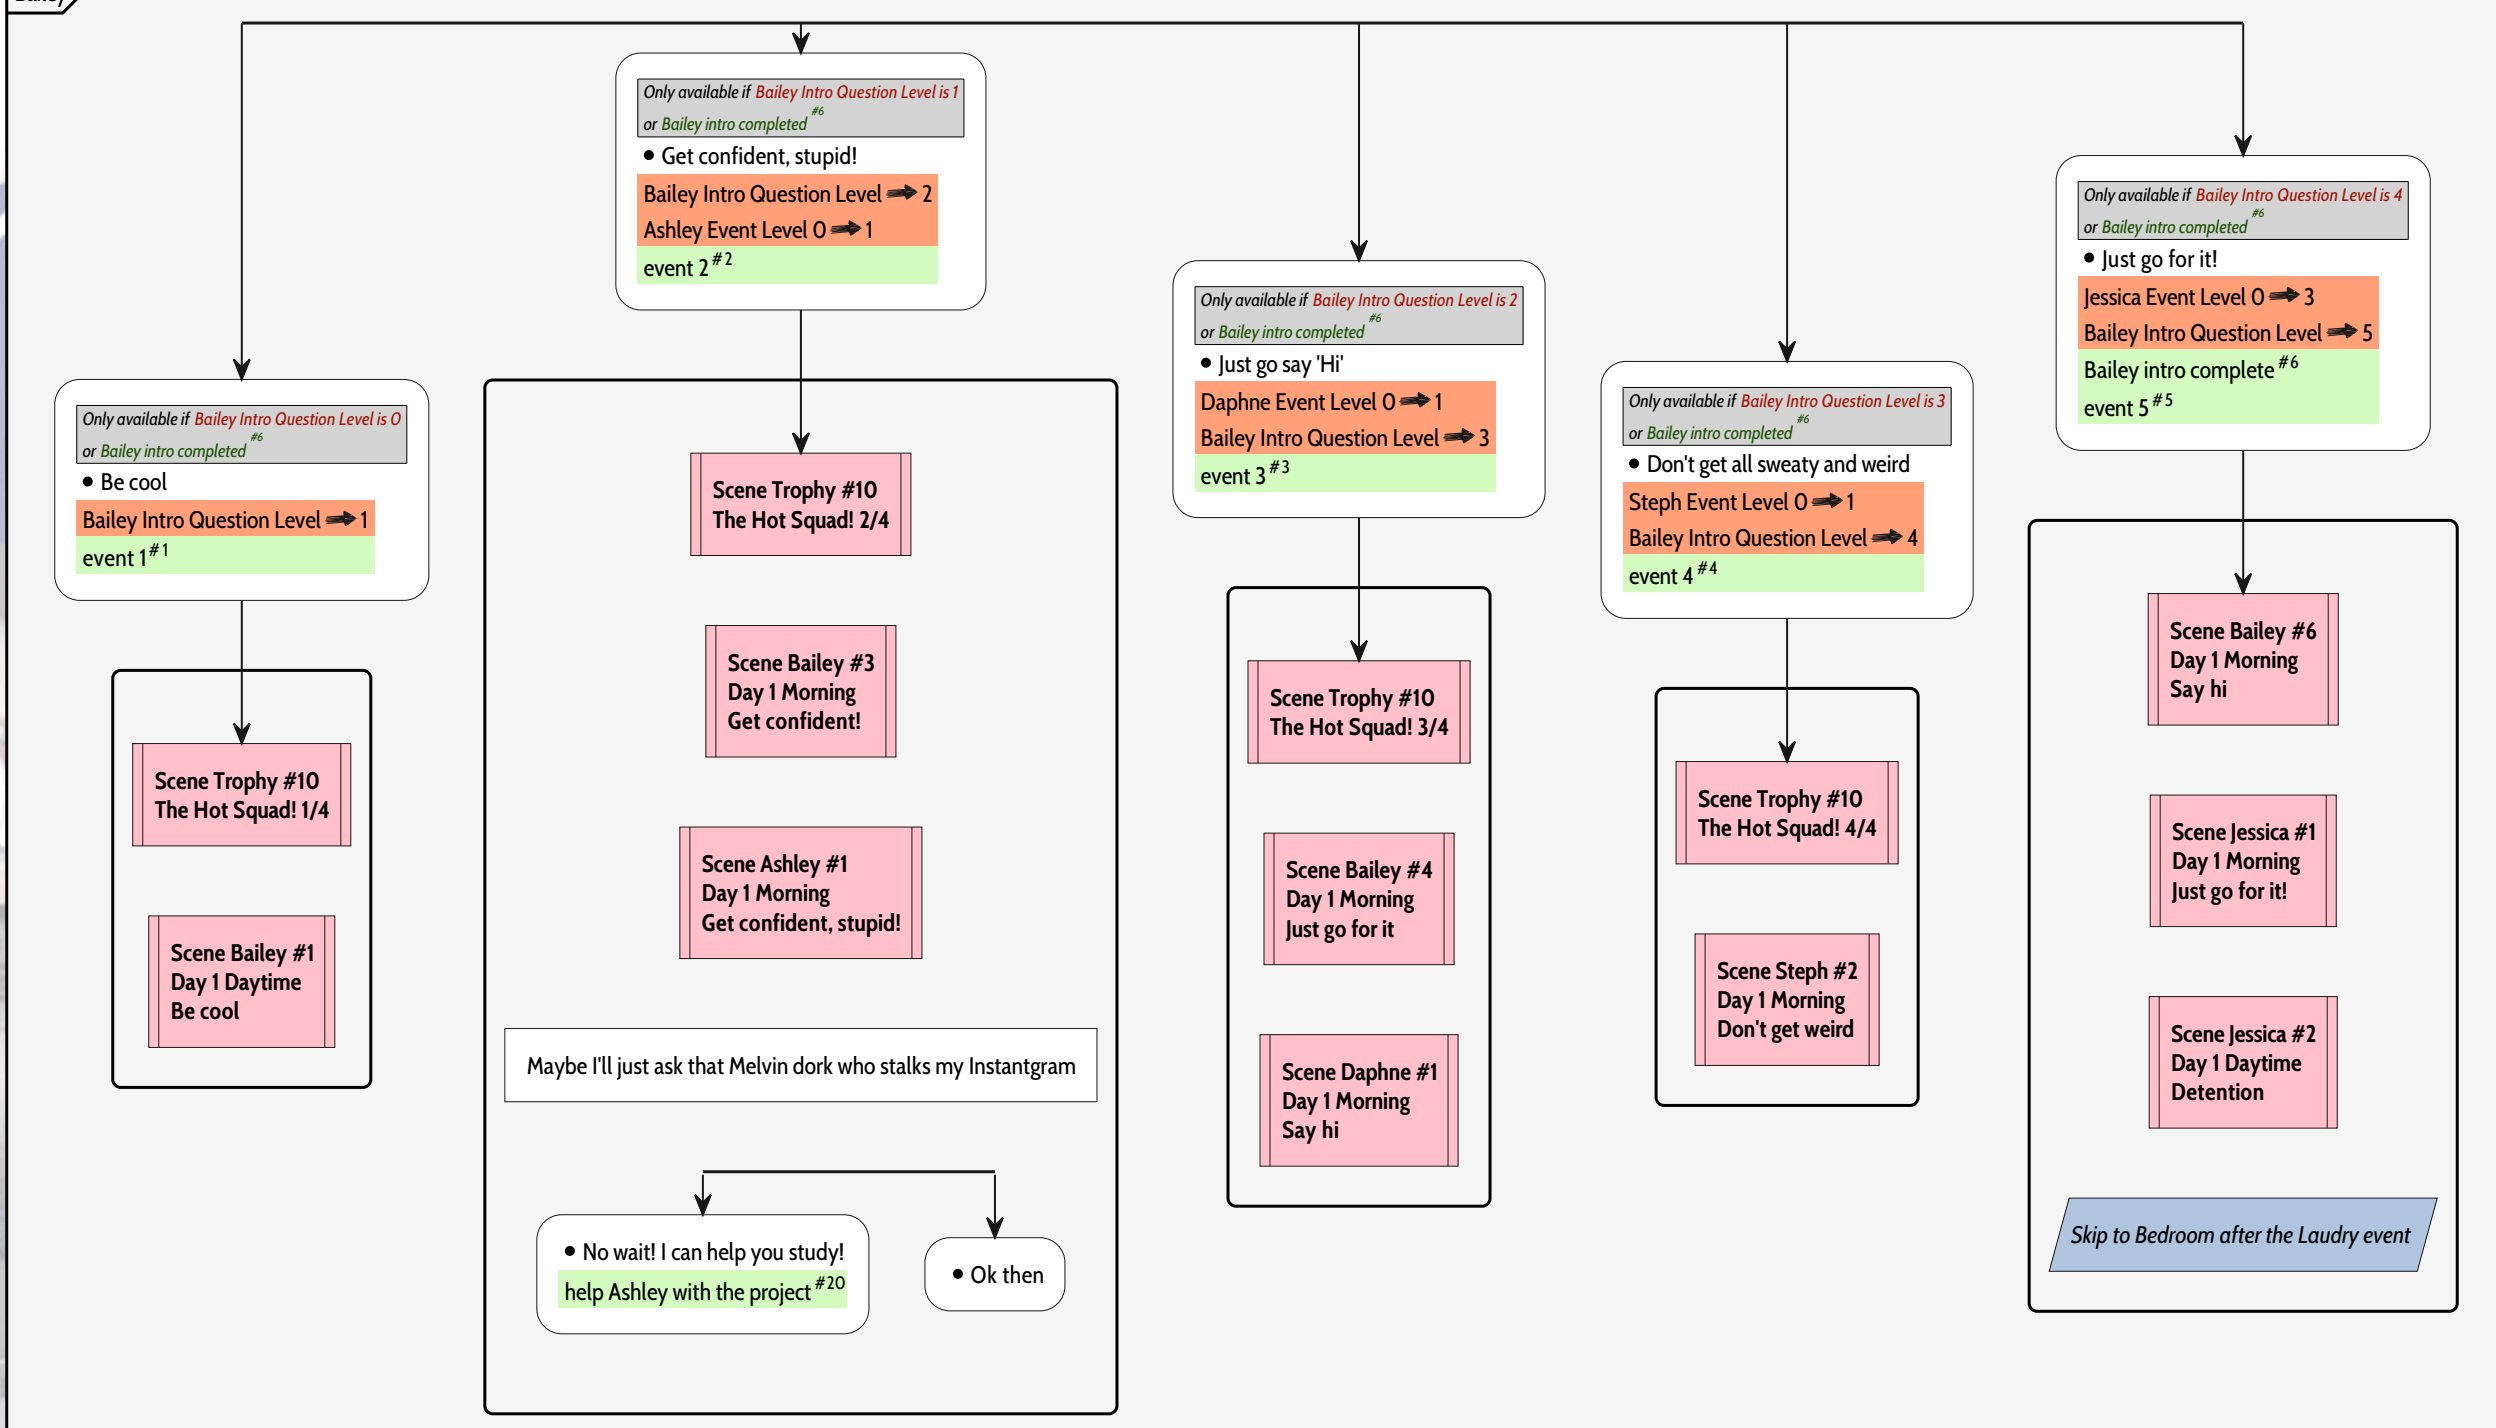 Only available if Bailey Intro Question Level is 0
or Bailey intro completed #6
Be cool
Bailey Intro Question Level 1
event 1 #1
Scene Trophy #10
The Hot Squad! 1/4
Scene Bailey #1
Day 1 Daytime
Be cool
Only available if Bailey Intro Question Level is 1
or Bailey intro completed #6
Get confident, stupid!
Bailey Intro Question Level 2
Ashley Event Level 0 1
event 2 #2
Scene Trophy #10
The Hot Squad! 2/4
Scene Bailey #3
Day 1 Morning
Get confident!
Scene Ashley #1
Day 1 Morning
Get confident, stupid!
Maybe I'll just ask that Melvin dork who stalks my Instantgram
No wait! I can help you study!
help Ashley with the project #20
Ok then
Only available if Bailey Intro Question Level is 2
or Bailey intro completed #6
Just go say 'Hi'
Daphne Event Level 0 1
Bailey Intro Question Level 3
event 3 #3
Scene Trophy #10
The Hot Squad! 3/4
Scene Bailey #4
Day 1 Morning
Just go for it
Scene Daphne #1
Day 1 Morning
Say hi
Only available if Bailey Intro Question Level is 3
or Bailey intro completed #6
Don't get all sweaty and weird
Steph Event Level 0 1
Bailey Intro Question Level 4
event 4 #4
Scene Trophy #10
The Hot Squad! 4/4
Scene Steph #2
Day 1 Morning
Don't get weird
Only available if Bailey Intro Question Level is 4
or Bailey intro completed #6
Just go for it!
Jessica Event Level 0 3
Bailey Intro Question Level 5
Bailey intro complete #6
event 5 #5
Scene Bailey #6
Day 1 Morning
Say hi
Scene Jessica #1
Day 1 Morning
Just go for it!
Scene Jessica #2
Day 1 Daytime
Detention
Skip to Bedroom after the Laudry event